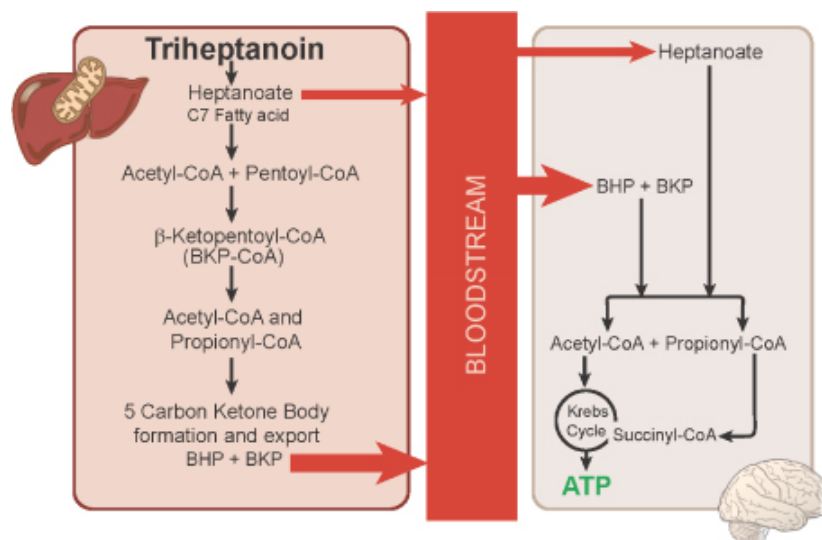 Triheptanoin
Heptanoate
C7 Fatty acid
Acetyl-CoA + Pentoyl-CoA
β-Ketopentoyl-CoA
(BKP-CoA)
Acetyl-CoA and
Propionyl-CoA
5 Carbon Ketone Body
formation and export
BHP + BKP
BLOODSTREAM
Heptanoate
BHP + BKP
Acetyl-CoA + Propionyl-CoA
Krebs
Cycle
Succinyl-CoA
ATP